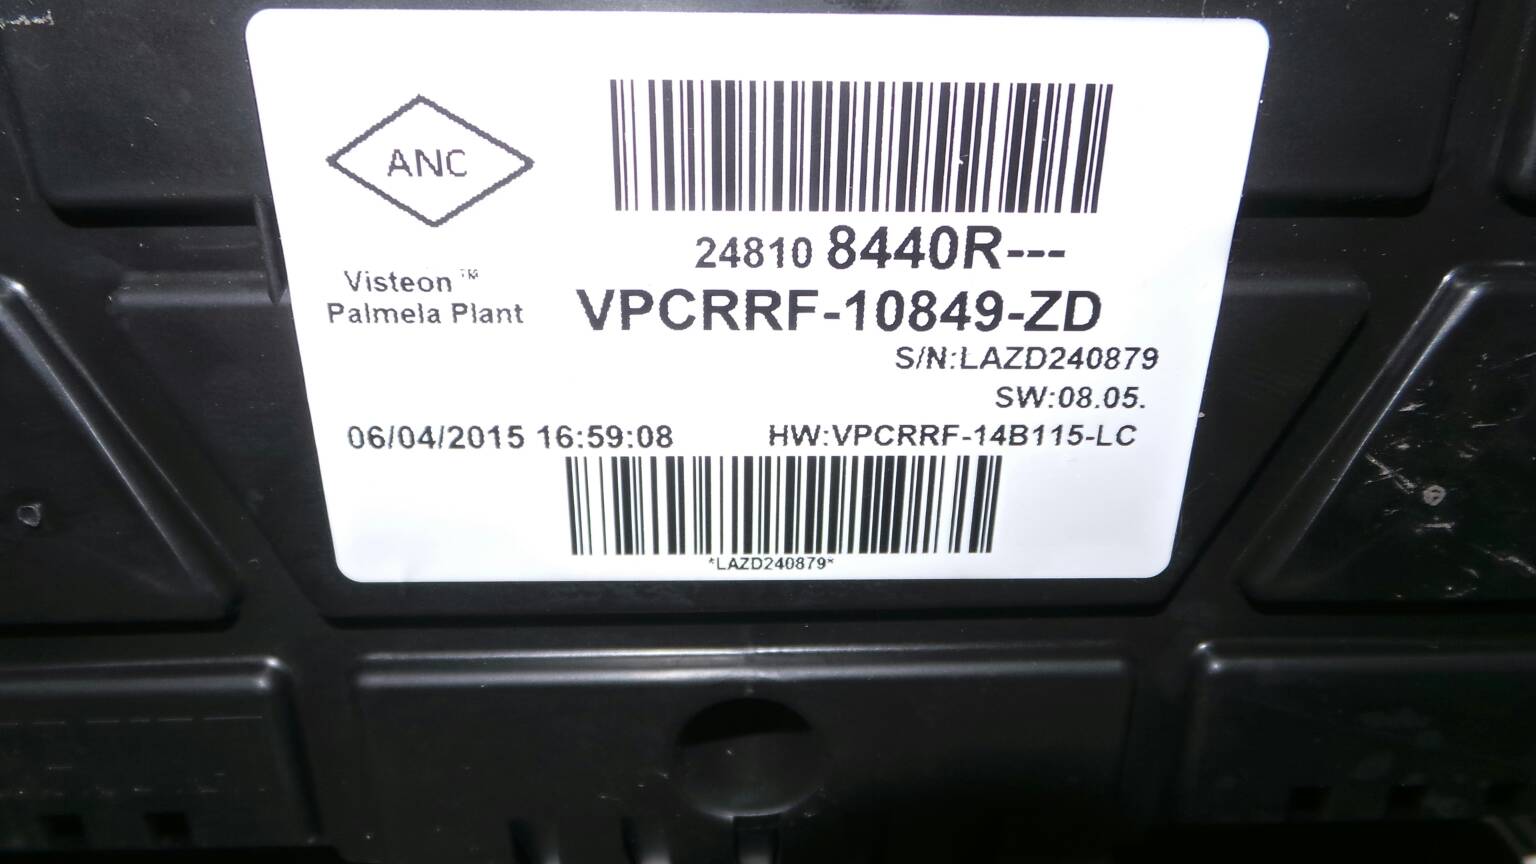 ANC
24810 8440R---
Visteon™
Palmela Plant
VPCRRF-10849-ZD
S/N:LAZD240879
SW:08.05.
06/04/2015 16:59:08 HW:VPCRRF-14B115-LC
*LAZD240879*